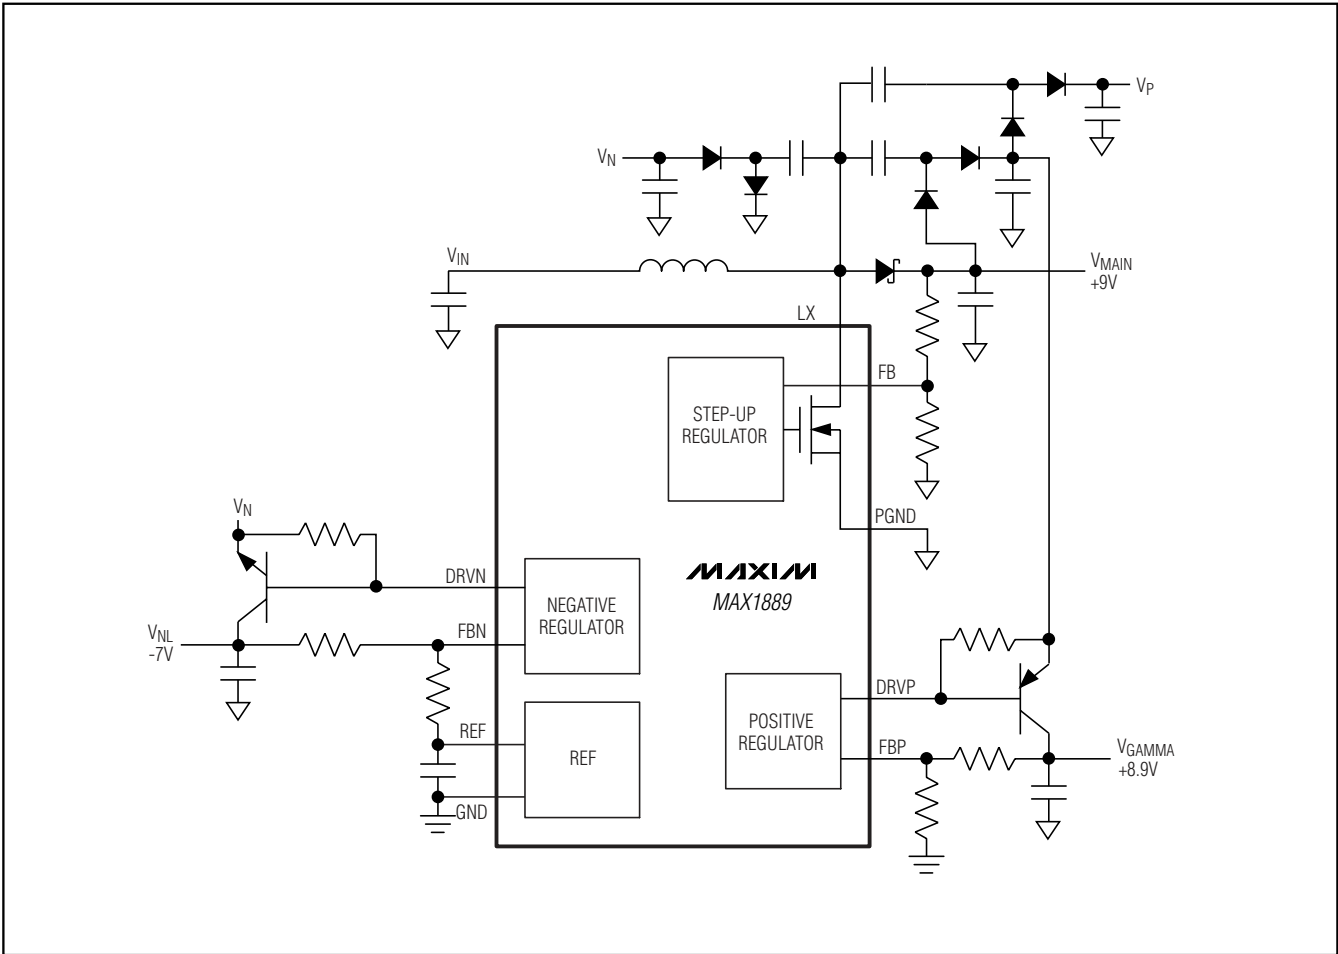 VP
VN
VIN
VMAIN
+9V
LX
FB
STEP-UP
REGULATOR
PGND
VN
MAXIM
MAX1889
DRVN
NEGATIVE
REGULATOR
FBN
VNL
-7V
DRVP
POSITIVE
REGULATOR
REF
REF
FBP
VGAMMA
+8.9V
GND